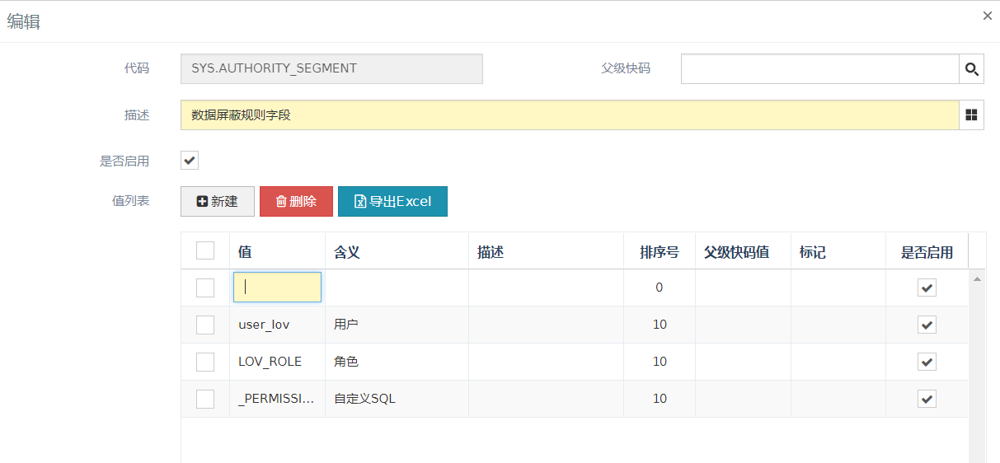 编辑
代码 SYS.AUTHORITY_SEGMENT 父级快码
描述 数据屏蔽规则字段
是否启用
值列表 新建 删除 导出Excel
值 含义 描述 排序号 父级快码值 标记 是否启用
0
user_lov 用户 10
LOV_ROLE 角色 10
_PERMISSI... 自定义SQL 10